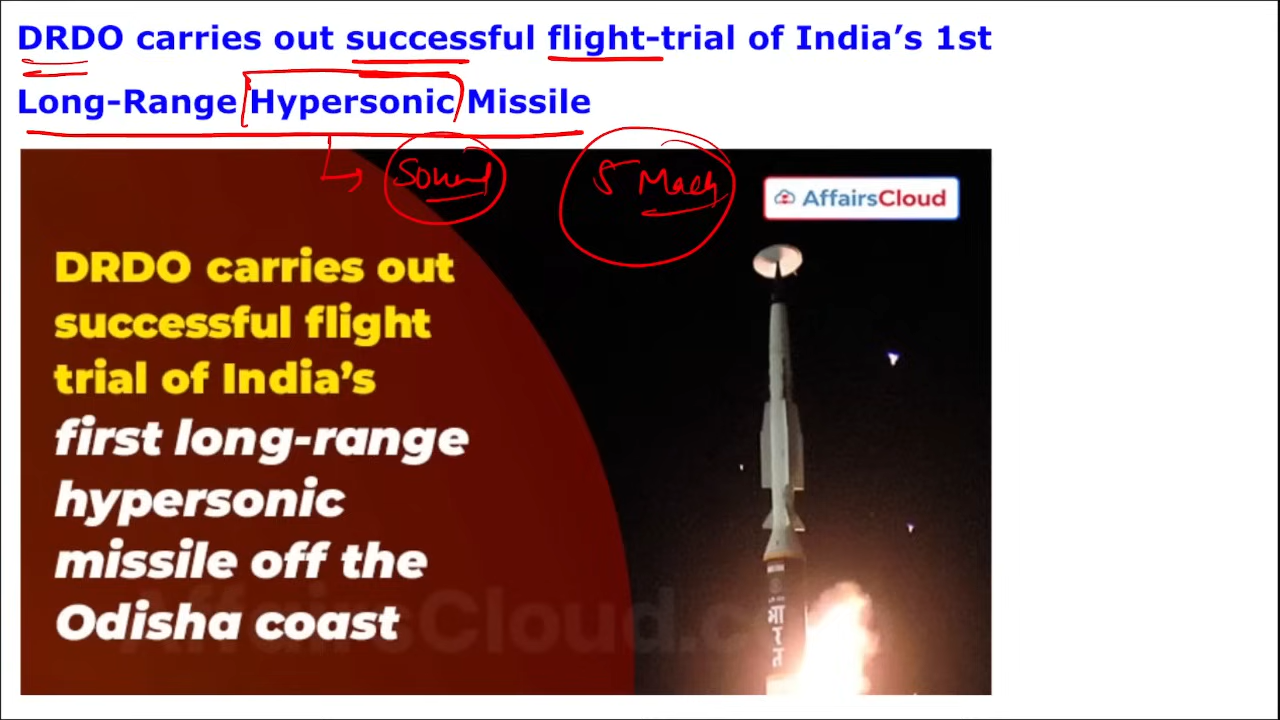 DRDO carries out successful flight-trial of India's 1st
Long-Range Hypersonic Missile
Sound
5 Mach
AffairsCloud
DRDO carries out
successful flight
trial of India's
first long-range
hypersonic
missile off the
Odisha coast
भारत